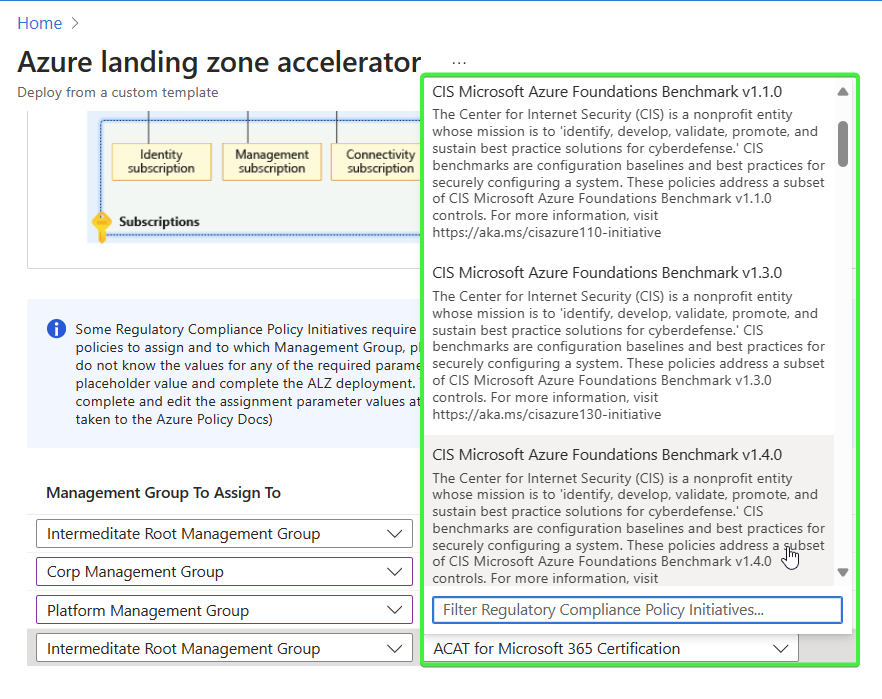 Home >
Azure landing zone accelerator ...
Deploy from a custom template
Identity
subscription
Management
subscription
Connectivity
subscription
Subscriptions
Some Regulatory Compliance Policy Initiatives require
policies to assign and to which Management Group, pl
do not know the values for any of the required parame
placeholder value and complete the ALZ deployment.
complete and edit the assignment parameter values at
taken to the Azure Policy Docs)
Management Group To Assign To
Intermeditate Root Management Group
Corp Management Group
Platform Management Group
Intermeditate Root Management Group
CIS Microsoft Azure Foundations Benchmark v1.1.0
The Center for Internet Security (CIS) is a nonprofit entity
whose mission is to 'identify, develop, validate, promote, and
sustain best practice solutions for cyberdefense.' CIS
benchmarks are configuration baselines and best practices for
securely configuring a system. These policies address a subset
of CIS Microsoft Azure Foundations Benchmark v1.1.0
controls. For more information, visit
https://aka.ms/cisazure110-initiative
CIS Microsoft Azure Foundations Benchmark v1.3.0
The Center for Internet Security (CIS) is a nonprofit entity
whose mission is to 'identify, develop, validate, promote, and
sustain best practice solutions for cyberdefense.' CIS
benchmarks are configuration baselines and best practices for
securely configuring a system. These policies address a subset
of CIS Microsoft Azure Foundations Benchmark v1.3.0
controls. For more information, visit
https://aka.ms/cisazure130-initiative
CIS Microsoft Azure Foundations Benchmark v1.4.0
The Center for Internet Security (CIS) is a nonprofit entity
whose mission is to 'identify, develop, validate, promote, and
sustain best practice solutions for cyberdefense.' CIS
benchmarks are configuration baselines and best practices for
securely configuring a system. These policies address a subset
of CIS Microsoft Azure Foundations Benchmark v1.4.0
controls. For more information, visit
Filter Regulatory Compliance Policy Initiatives...
ACAT for Microsoft 365 Certification